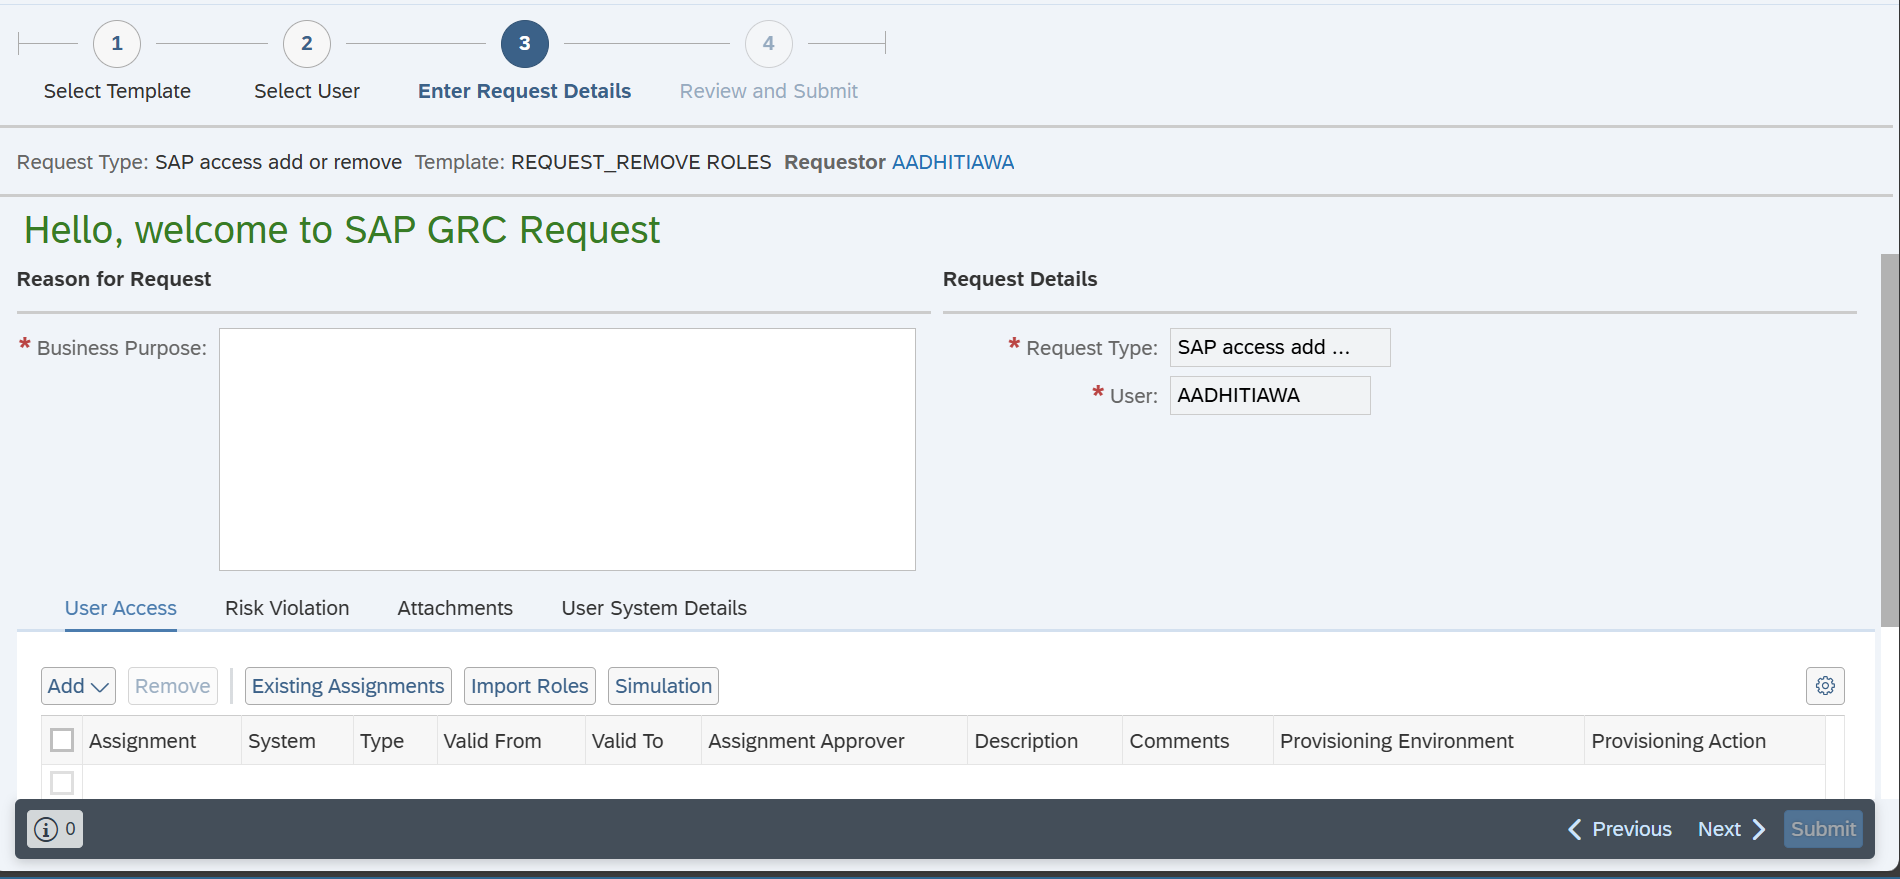 1 2 3 4
Select Template Select User Enter Request Details Review and Submit
Request Type: SAP access add or remove Template: REQUEST_REMOVE ROLES Requestor AADHITIAWA
Hello, welcome to SAP GRC Request
Reason for Request Request Details
* Business Purpose: * Request Type: SAP access add ...
* User: AADHITIAWA
User Access Risk Violation Attachments User System Details
Add Remove Existing Assignments Import Roles Simulation
Assignment System Type Valid From Valid To Assignment Approver Description Comments Provisioning Environment Provisioning Action
0 Previous Next Submit